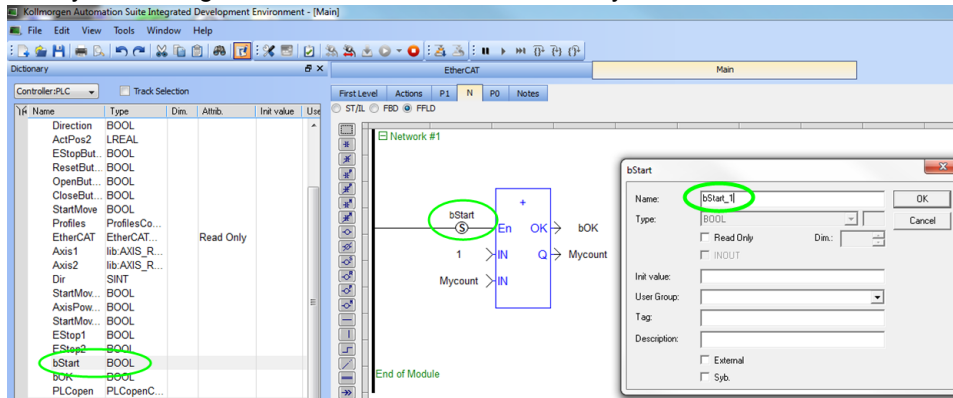 Kollmorgen Automation Suite Integrated Development Environment - [Main]
File Edit View Tools Window Help
Dictionary
EtherCAT Main
Controller:PLC Track Selection
First Level Actions P1 N P0 Notes
ST/IL FBD FFLD
Name Type Dim. Attrib. Init value Use
Direction BOOL
ActPos2 LREAL
EStopBut... BOOL
ResetBut... BOOL
OpenBut... BOOL
CloseBut... BOOL
StartMove BOOL
Profiles ProfilesCo...
EtherCAT EtherCAT... Read Only
Axis1 lib:AXIS_R...
Axis2 lib:AXIS_R...
Dir SINT
StartMov... BOOL
AxisPow... BOOL
StartMov... BOOL
EStop1 BOOL
EStop2 BOOL
bStart BOOL
bOK BOOL
PLCopen PLCopenC...
Network #1
bStart
S
+
En OK bOK
1 IN Q Mycount
Mycount IN
End of Module
bStart
Name: bStart_1 OK
Type: BOOL Cancel
Read Only Dim.:
INOUT
Init value:
User Group:
Tag:
Description:
External
Syb.